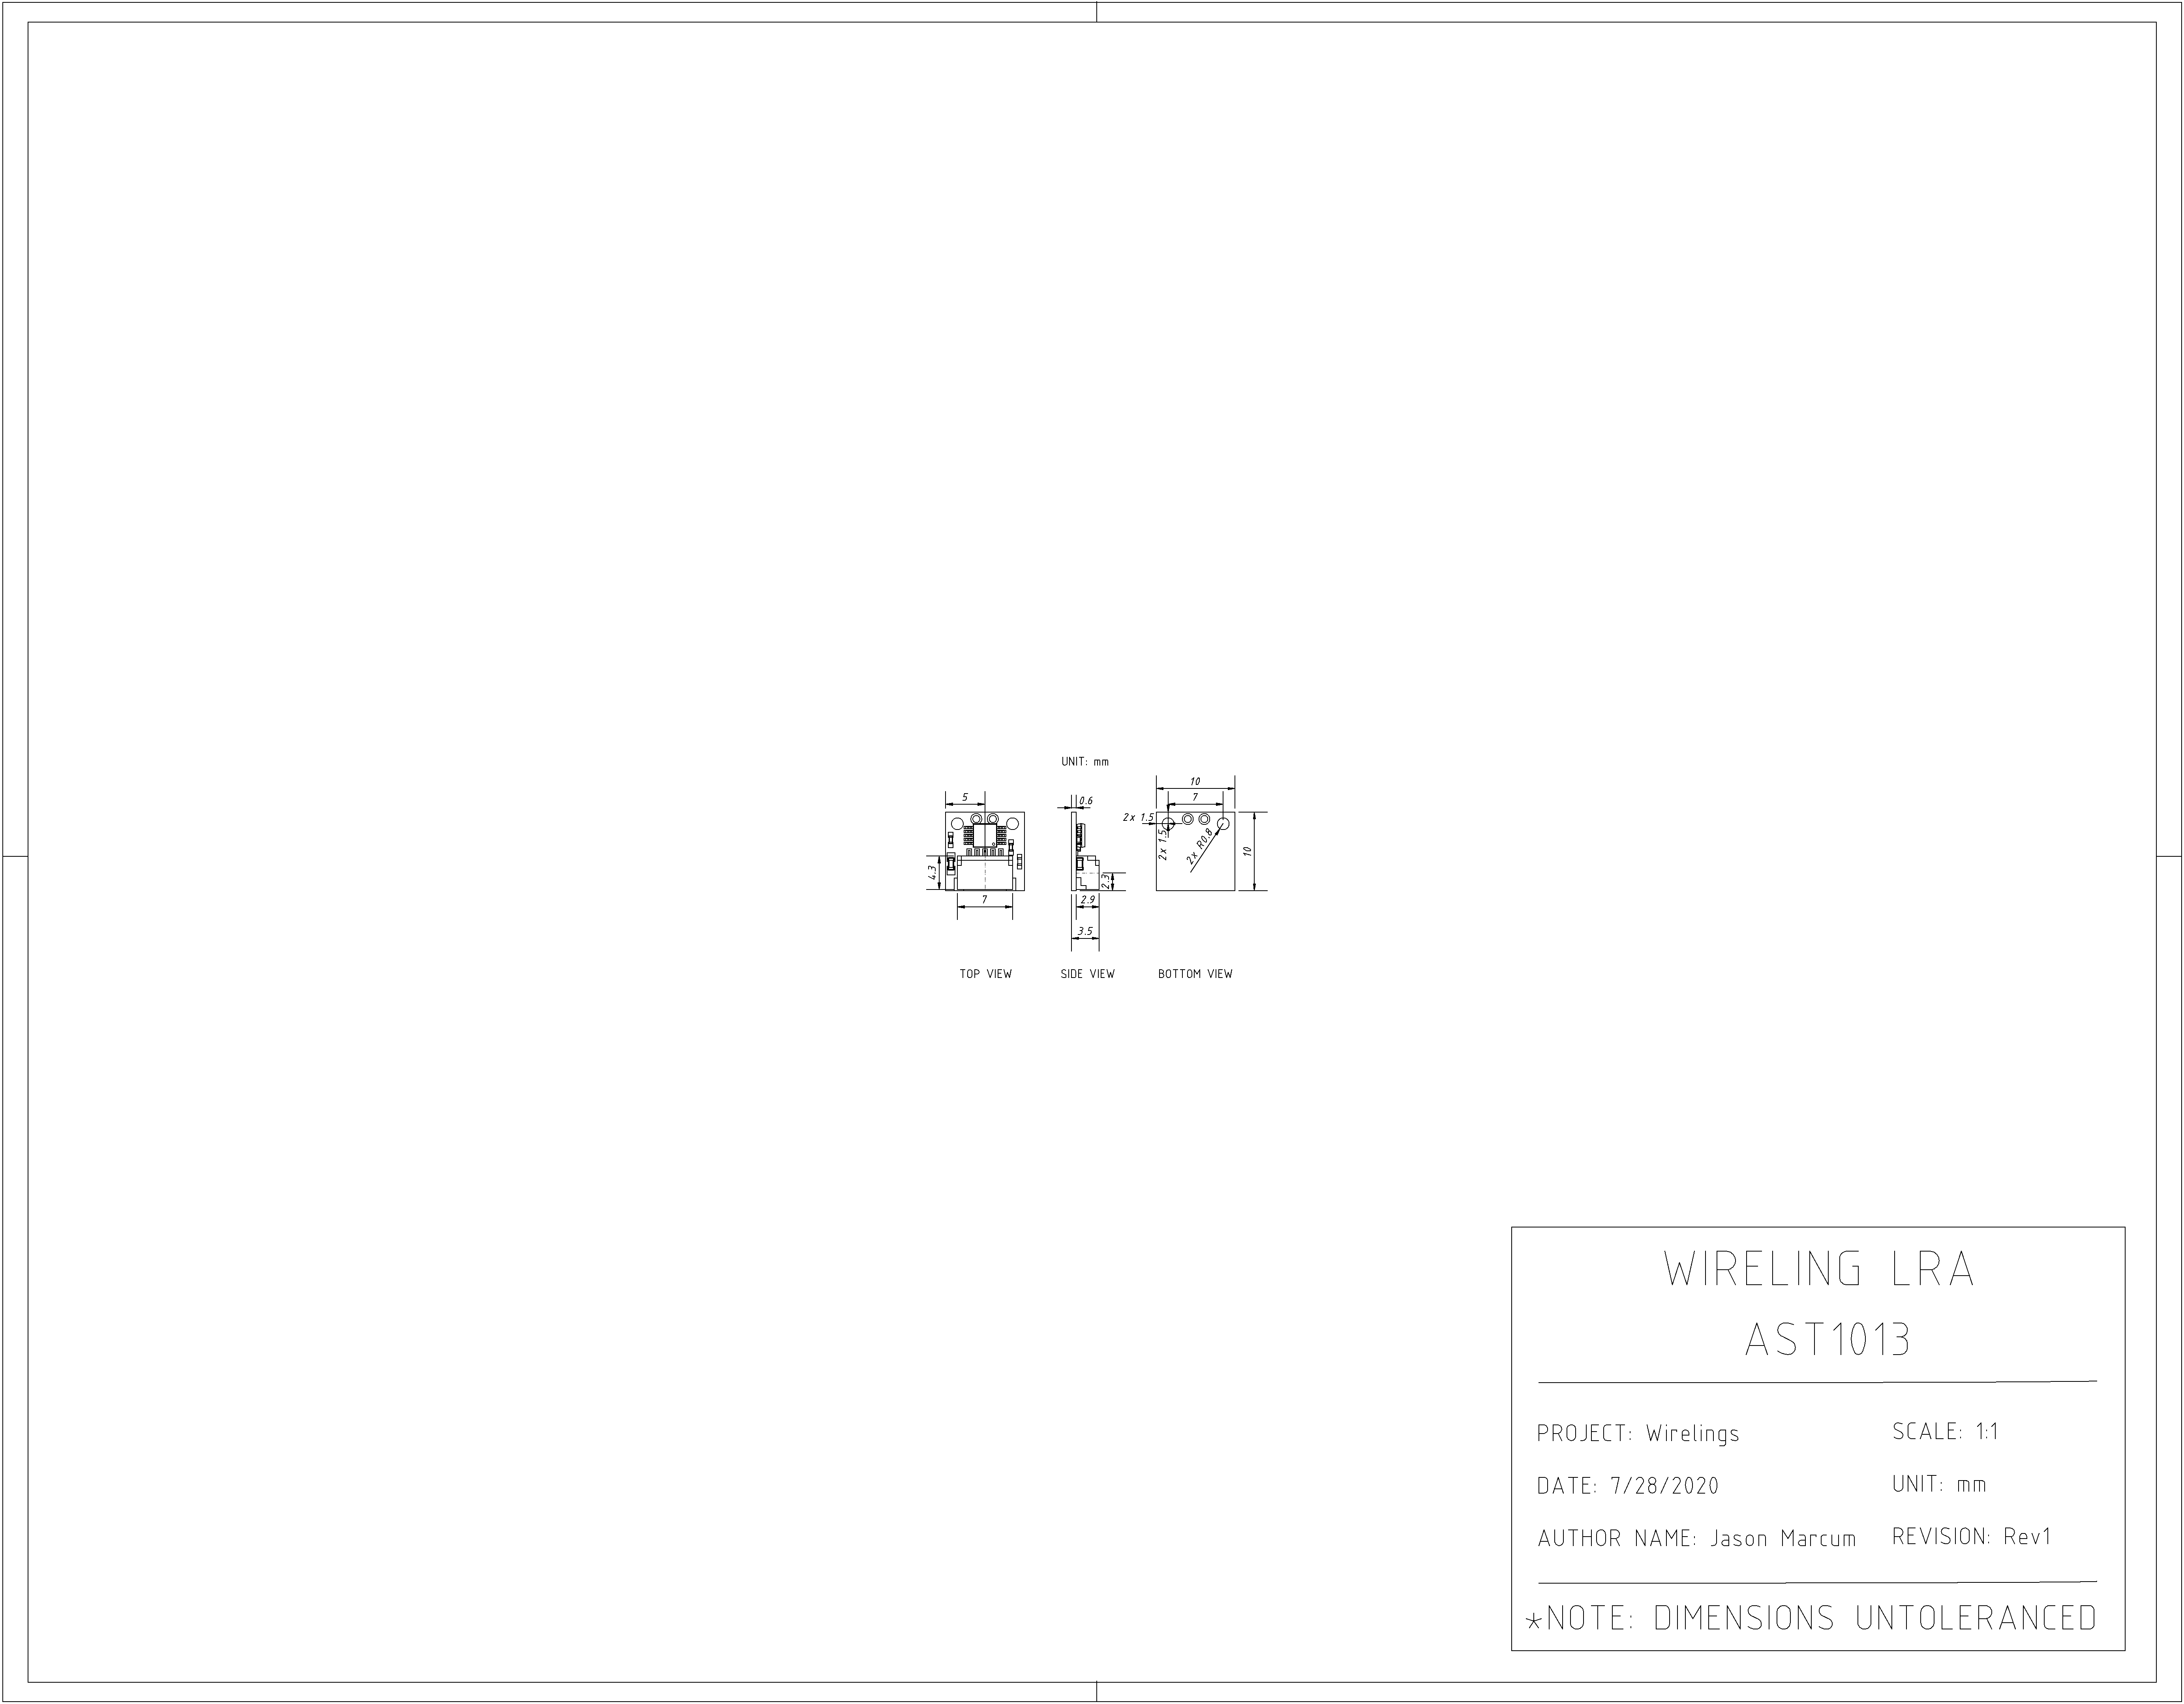 UNIT: mm
5
4.3
7
TOP VIEW
0.6
2.3
2.9
3.5
SIDE VIEW
10
7
2x 1.5
2x 1.5
2x R0.8
10
BOTTOM VIEW
WIRELING LRA
AST1013
PROJECT: Wirelings
SCALE: 1:1
DATE: 7/28/2020
UNIT: mm
AUTHOR NAME: Jason Marcum
REVISION: Rev1
*NOTE: DIMENSIONS UNTOLERANCED